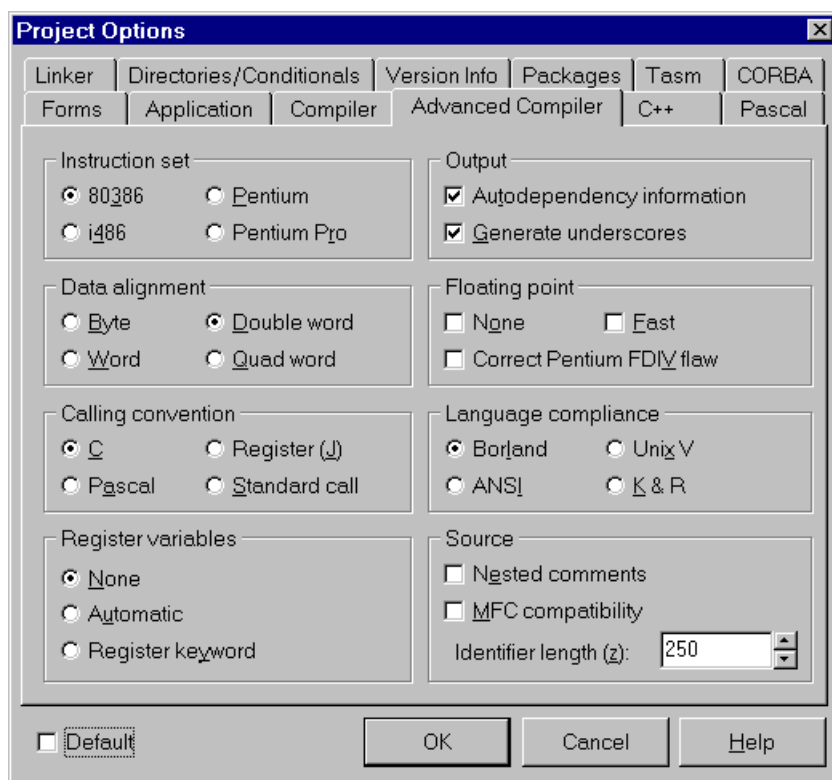 Project Options
Linker Directories/Conditionals Version Info Packages Tasm CORBA
Forms Application Compiler Advanced Compiler C++ Pascal
Instruction set
80386 Pentium
i486 Pentium Pro
Output
Autodependency information
Generate underscores
Data alignment
Byte Double word
Word Quad word
Floating point
None Fast
Correct Pentium FDIV flaw
Calling convention
C Register (J)
Pascal Standard call
Language compliance
Borland Unix V
ANSI K & R
Register variables
None
Automatic
Register keyword
Source
Nested comments
MFC compatibility
Identifier length (z): 250
Default OK Cancel Help